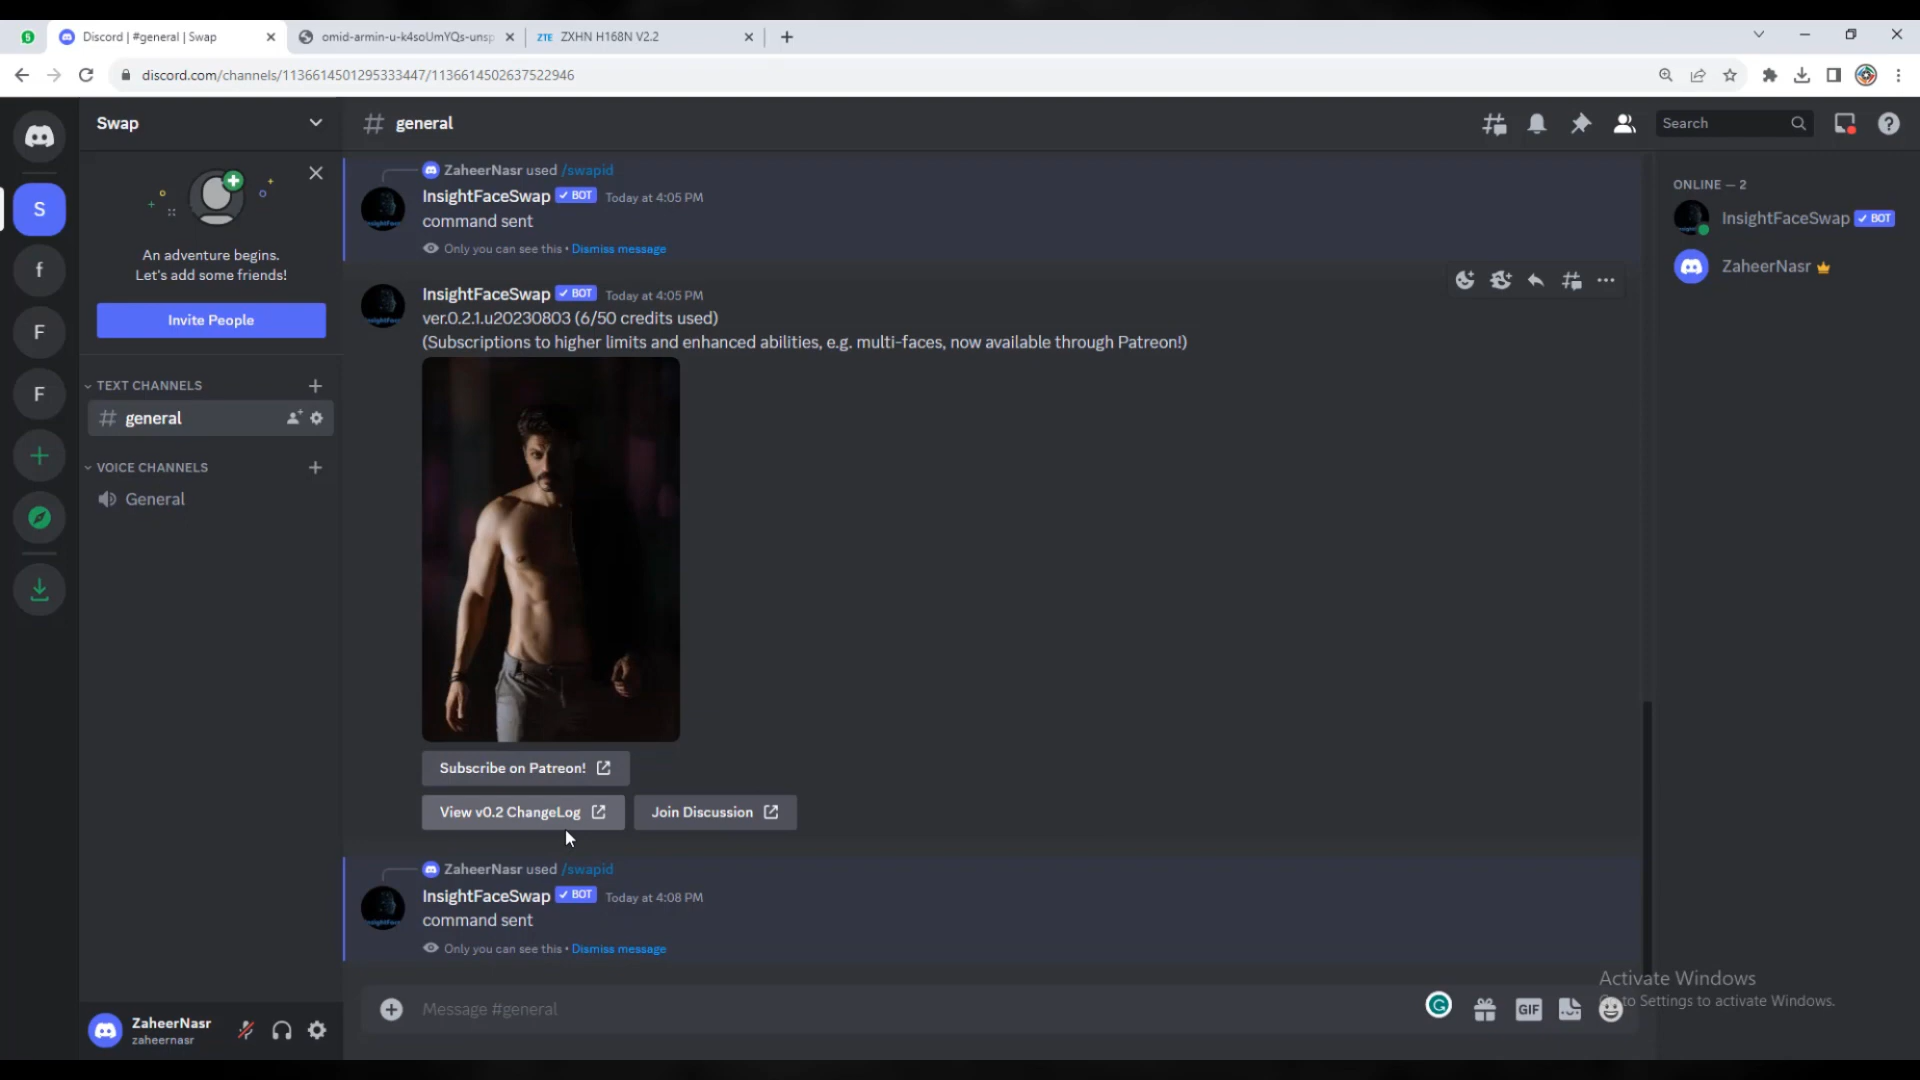 Discord | #general | Swap
omid-armin-u-k4soUmYQs-unsp
ZTE ZXHN H168N V2.2
discord.com/channels/1136614501295333447/1136614502637522946
Swap
# general
Search
An adventure begins.
Let's add some friends!
Invite People
TEXT CHANNELS
# general
VOICE CHANNELS
General
S
f
F
F
ZaheerNasr
zaheernasr
ZaheerNasr used /swapid
InsightFaceSwap ✓ BOT Today at 4:05 PM
command sent
Only you can see this • Dismiss message
InsightFaceSwap ✓ BOT Today at 4:05 PM
ver.0.2.1.u20230803 (6/50 credits used)
(Subscriptions to higher limits and enhanced abilities, e.g. multi-faces, now available through Patreon!)
Subscribe on Patreon!
View v0.2 ChangeLog
Join Discussion
ZaheerNasr used /swapid
InsightFaceSwap ✓ BOT Today at 4:08 PM
command sent
Only you can see this • Dismiss message
Message #general
GIF
ONLINE — 2
InsightFaceSwap ✓ BOT
ZaheerNasr
Activate Windows
to Settings to activate Windows.